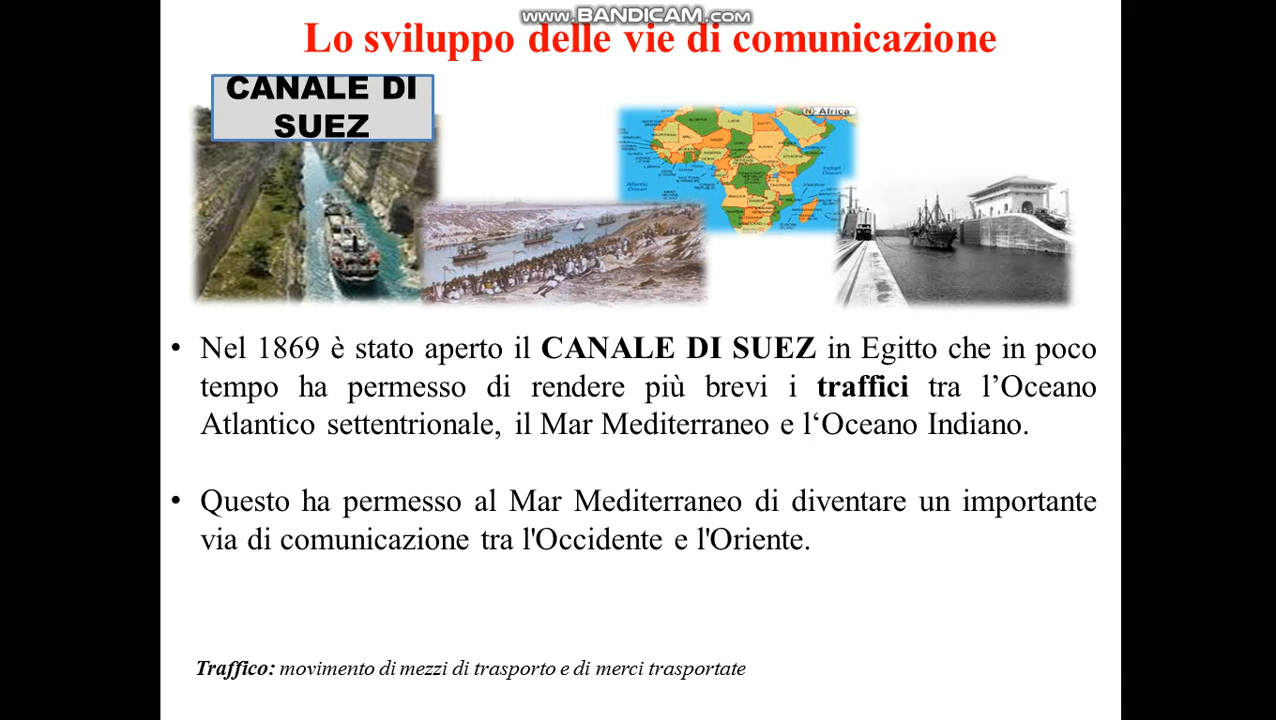 www.BANDICAM.com
Lo sviluppo delle vie di comunicazione
CANALE DI
SUEZ
Africa
• Nel 1869 è stato aperto il CANALE DI SUEZ in Egitto che in poco
tempo ha permesso di rendere più brevi i traffici tra l’Oceano
Atlantico settentrionale, il Mar Mediterraneo e l‘Oceano Indiano.
• Questo ha permesso al Mar Mediterraneo di diventare un importante
via di comunicazione tra l'Occidente e l'Oriente.
Traffico: movimento di mezzi di trasporto e di merci trasportate